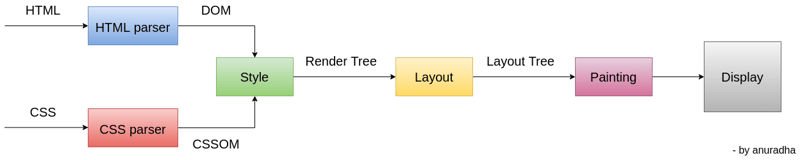 HTML
HTML parser
DOM
CSS
CSS parser
CSSOM
Style
Render Tree
Layout
Layout Tree
Painting
Display
- by anuradha